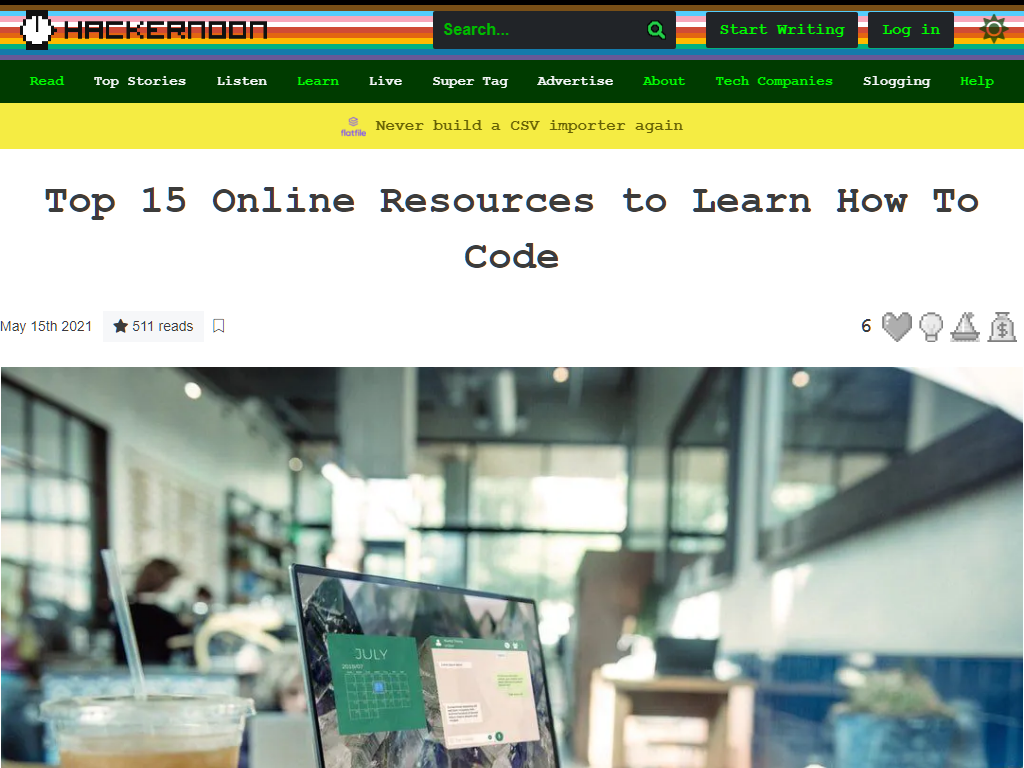 HACKERNOON
Search...
Start Writing
Log in
Read Top Stories Listen Learn Live Super Tag Advertise About Tech Companies Slogging Help
flatfile Never build a CSV importer again
Top 15 Online Resources to Learn How To
Code
May 15th 2021 511 reads
6
JULY